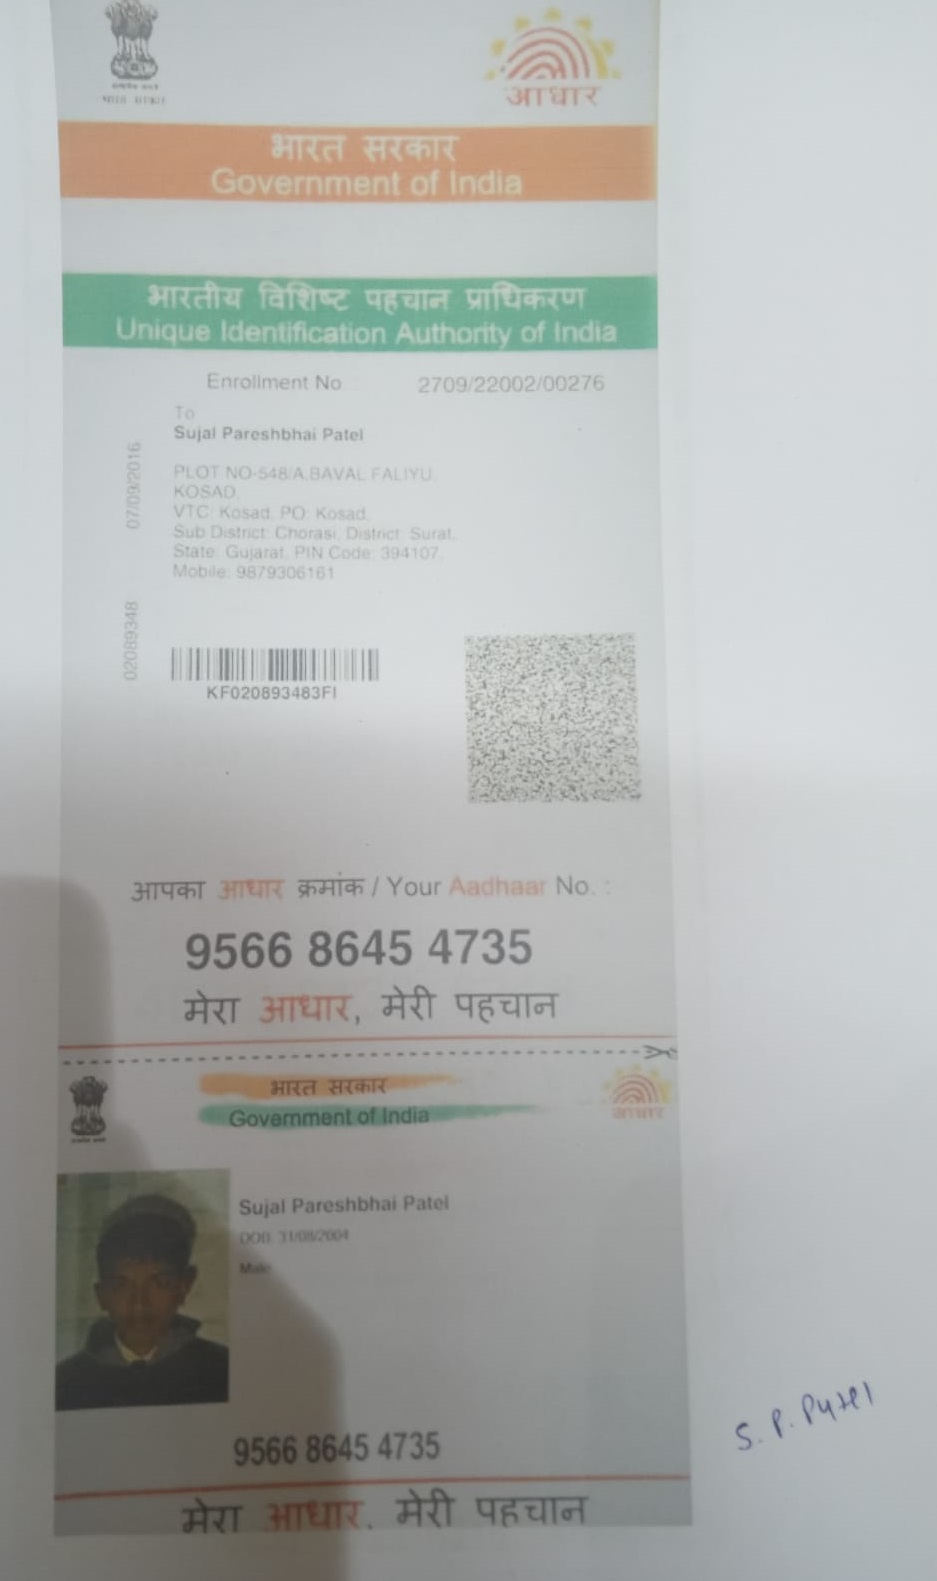 भारत सरकार
आधार
भारत सरकार
Government of India
भारतीय विशिष्ट पहचान प्राधिकरण
Unique Identification Authority of India
Enrollment No. : 2709/22002/00276
To
Sujal Pareshbhai Patel
PLOT NO-548/A,BAVAL FALIYU,
KOSAD,
VTC: Kosad, PO: Kosad,
Sub District: Chorasi, District: Surat,
State: Gujarat, PIN Code: 394107,
Mobile: 9879306161
07/09/2016
02089348
KF020893483FI
आपका आधार क्रमांक / Your Aadhaar No. :
9566 8645 4735
मेरा आधार, मेरी पहचान
भारत सरकार
Government of India
आधार
Sujal Pareshbhai Patel
DOB: 31/08/2004
Male
9566 8645 4735
S. P. Patel
मेरा आधार, मेरी पहचान